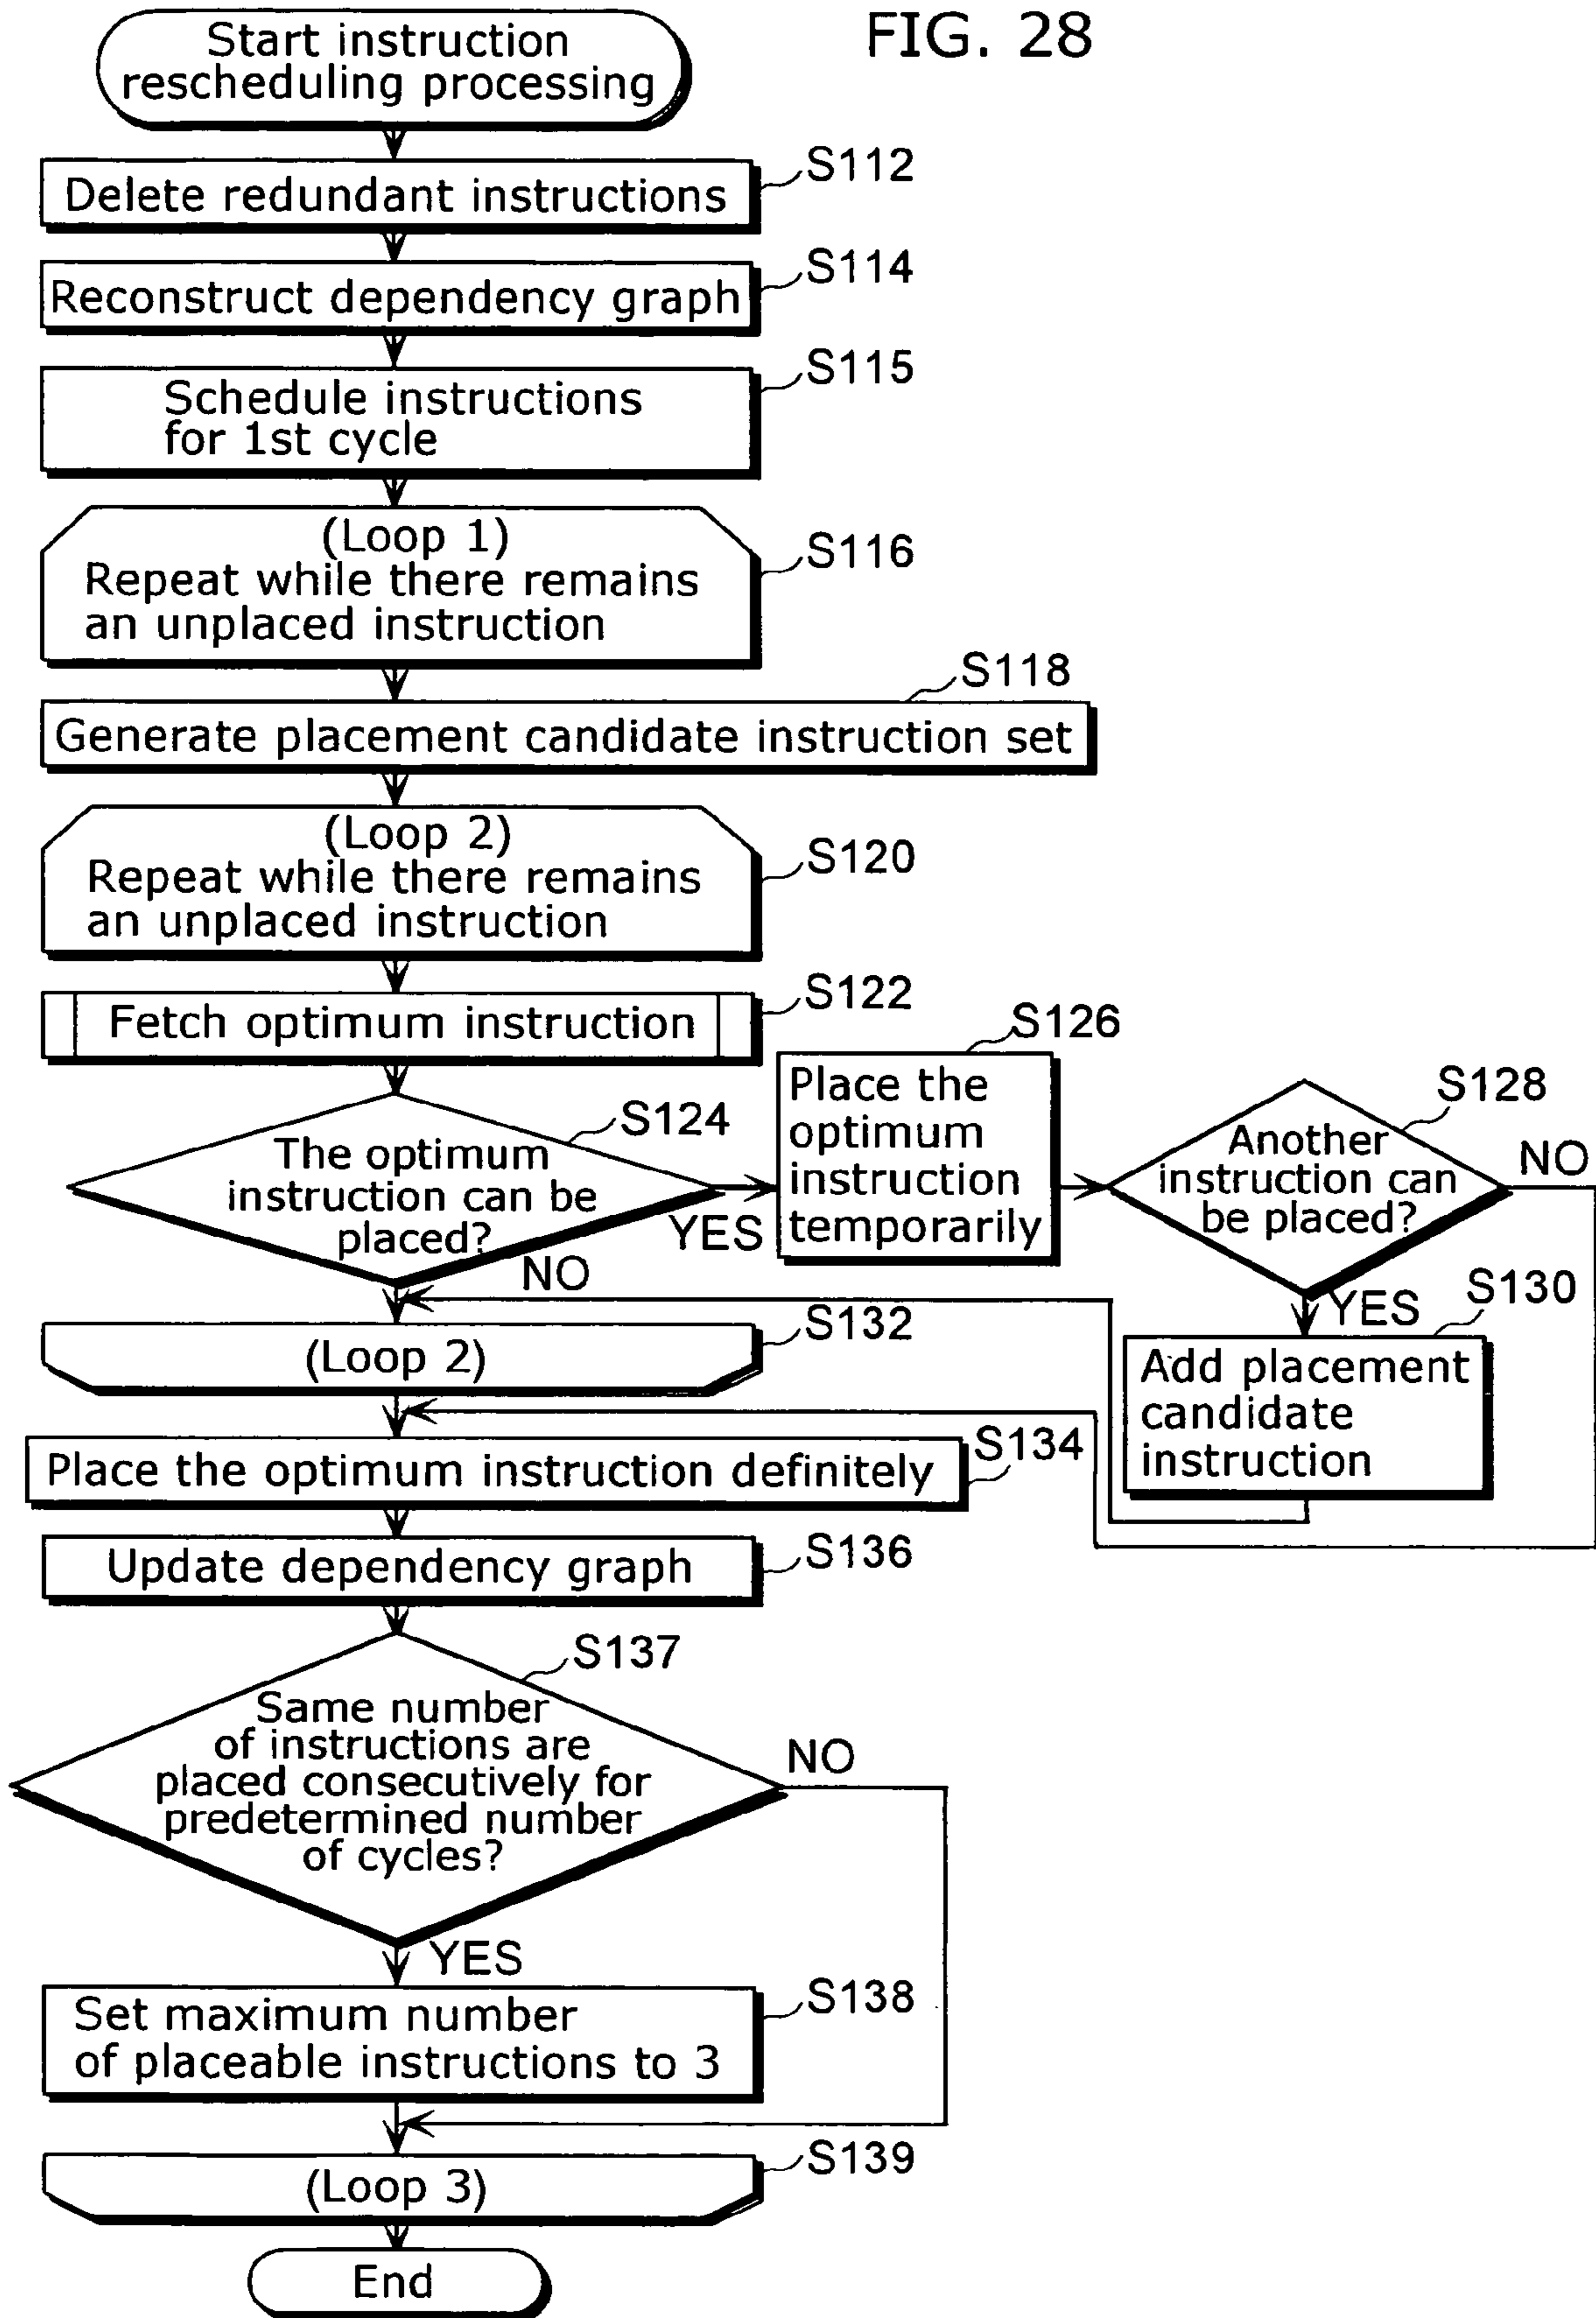 FIG. 28
Start instruction
rescheduling processing
S112
Delete redundant instructions
S114
Reconstruct dependency graph
S115
Schedule instructions
for 1st cycle
(Loop 1)
Repeat while there remains
an unplaced instruction
S116
S118
Generate placement candidate instruction set
(Loop 2)
Repeat while there remains
an unplaced instruction
S120
S122
Fetch optimum instruction
S124
The optimum
instruction can be
placed?
YES
NO
S126
Place the
optimum
instruction
temporarily
S128
Another
instruction can
be placed?
NO
YES
S130
Add placement
candidate
instruction
S132
(Loop 2)
S134
Place the optimum instruction definitely
S136
Update dependency graph
S137
Same number
of instructions are
placed consecutively for
predetermined number
of cycles?
NO
YES
S138
Set maximum number
of placeable instructions to 3
S139
(Loop 3)
End